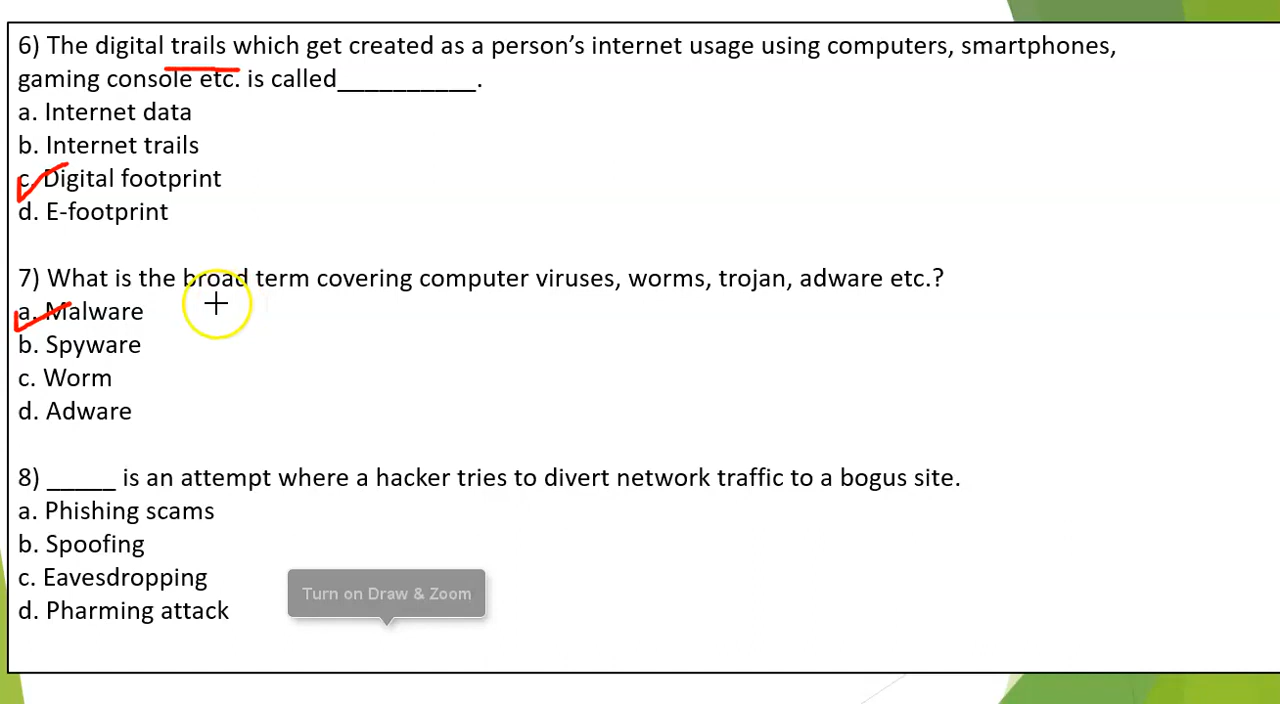 6) The digital trails which get created as a person’s internet usage using computers, smartphones,
gaming console etc. is called__________.
a. Internet data
b. Internet trails
c. Digital footprint
d. E-footprint
7) What is the broad term covering computer viruses, worms, trojan, adware etc.?
a. Malware
b. Spyware
c. Worm
d. Adware
8) _____ is an attempt where a hacker tries to divert network traffic to a bogus site.
a. Phishing scams
b. Spoofing
c. Eavesdropping
Turn on Draw & Zoom
d. Pharming attack